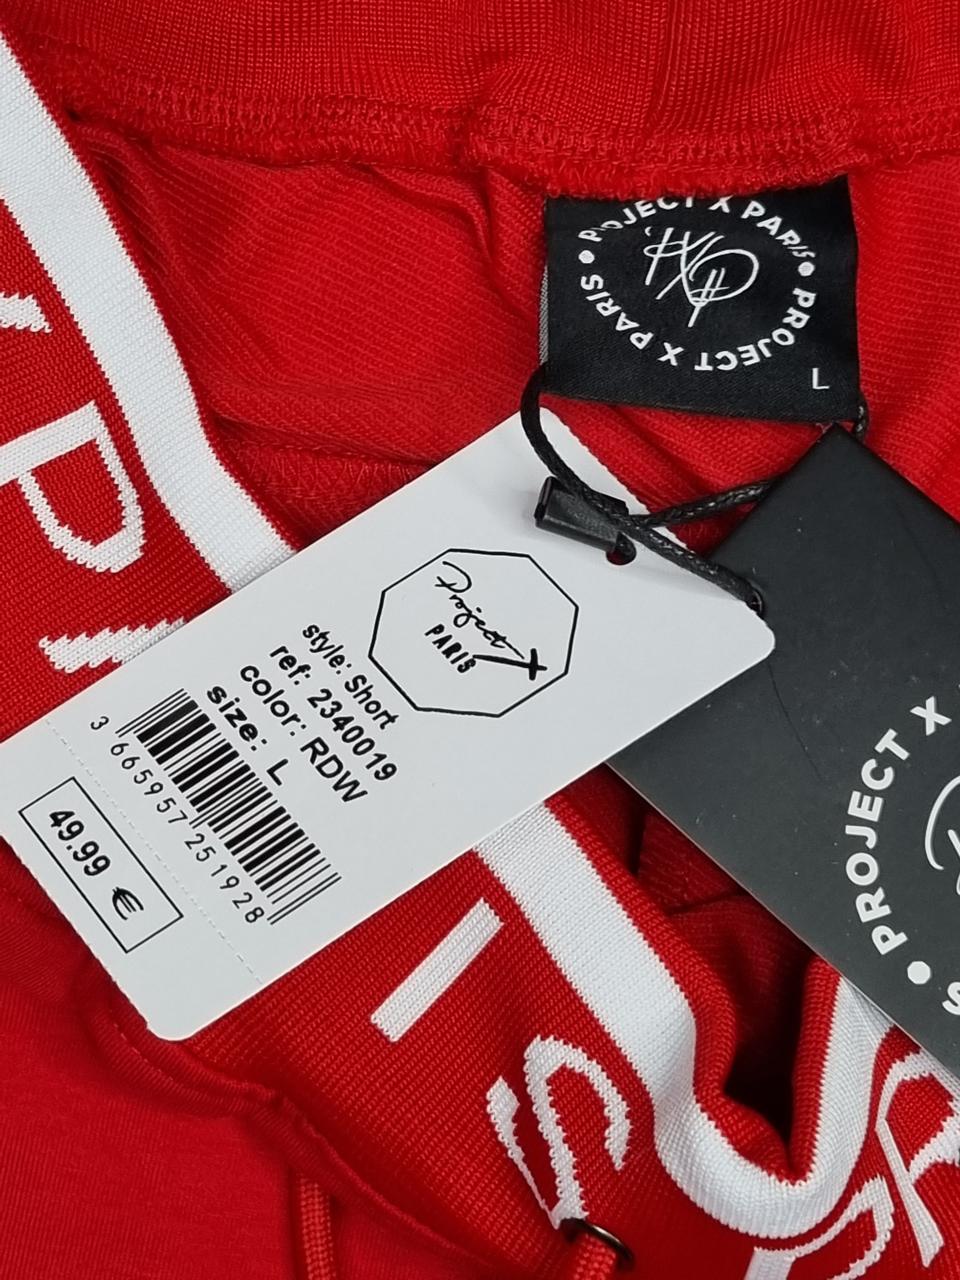 PROJECT X PARIS • PROJECT X PARIS •
L
Project X
PARIS
style: Short
ref: 2340019
color: RDW
size: L
3 665957 251928
49.99 €
PROJECT X